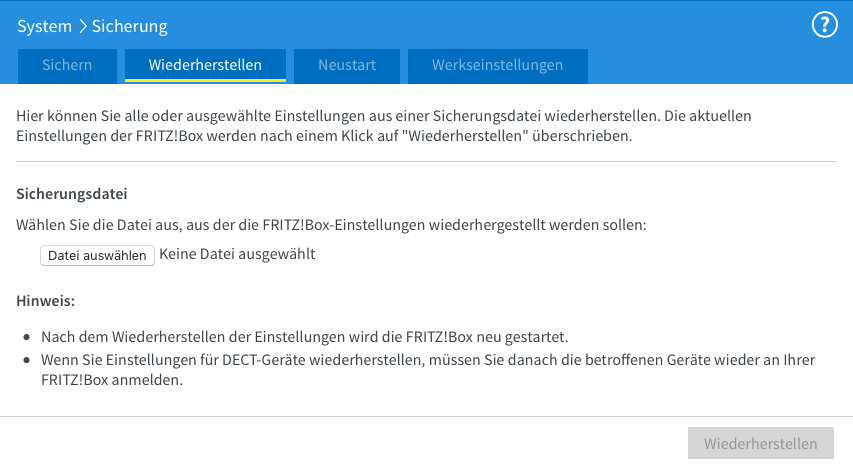 System > Sicherung
?
Sichern
Wiederherstellen
Neustart
Werkseinstellungen
Hier können Sie alle oder ausgewählte Einstellungen aus einer Sicherungsdatei wiederherstellen. Die aktuellen
Einstellungen der FRITZ!Box werden nach einem Klick auf "Wiederherstellen" überschrieben.
Sicherungsdatei
Wählen Sie die Datei aus, aus der die FRITZ!Box-Einstellungen wiederhergestellt werden sollen:
Datei auswählen Keine Datei ausgewählt
Hinweis:
• Nach dem Wiederherstellen der Einstellungen wird die FRITZ!Box neu gestartet.
• Wenn Sie Einstellungen für DECT-Geräte wiederherstellen, müssen Sie danach die betroffenen Geräte wieder an Ihrer
FRITZ!Box anmelden.
Wiederherstellen